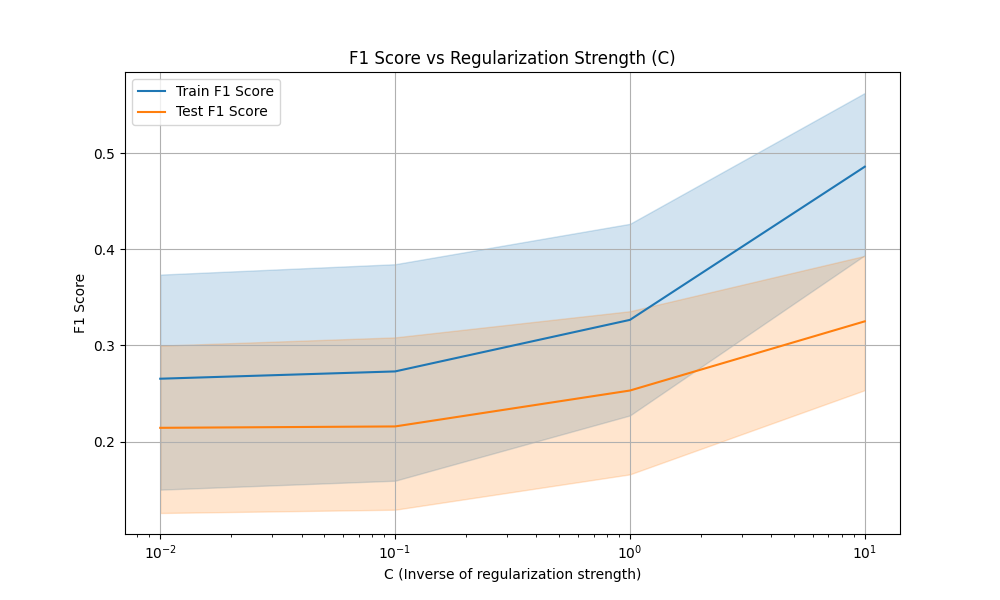 F1 Score vs Regularization Strength (C)
Train F1 Score
Test F1 Score
F1 Score
0.5
0.4
0.3
0.2
10⁻²
10⁻¹
10⁰
10¹
C (Inverse of regularization strength)